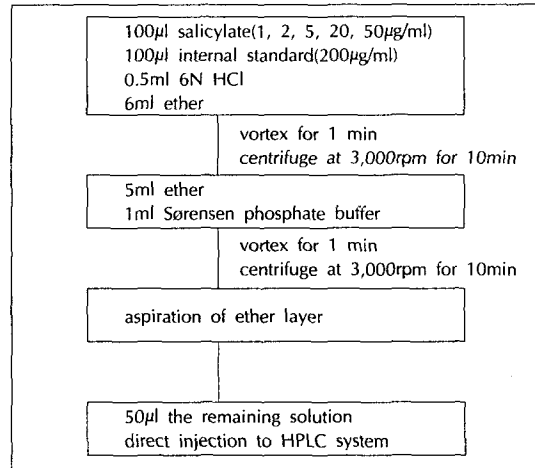 100μl salicylate(1, 2, 5, 20, 50μg/ml)
100μl internal standard(200μg/ml)
0.5ml 6N HCl
6ml ether
vortex for 1 min
centrifuge at 3,000rpm for 10min
5ml ether
1ml Sørensen phosphate buffer
vortex for 1 min
centrifuge at 3,000rpm for 10min
aspiration of ether layer
50μl the remaining solution
direct injection to HPLC system